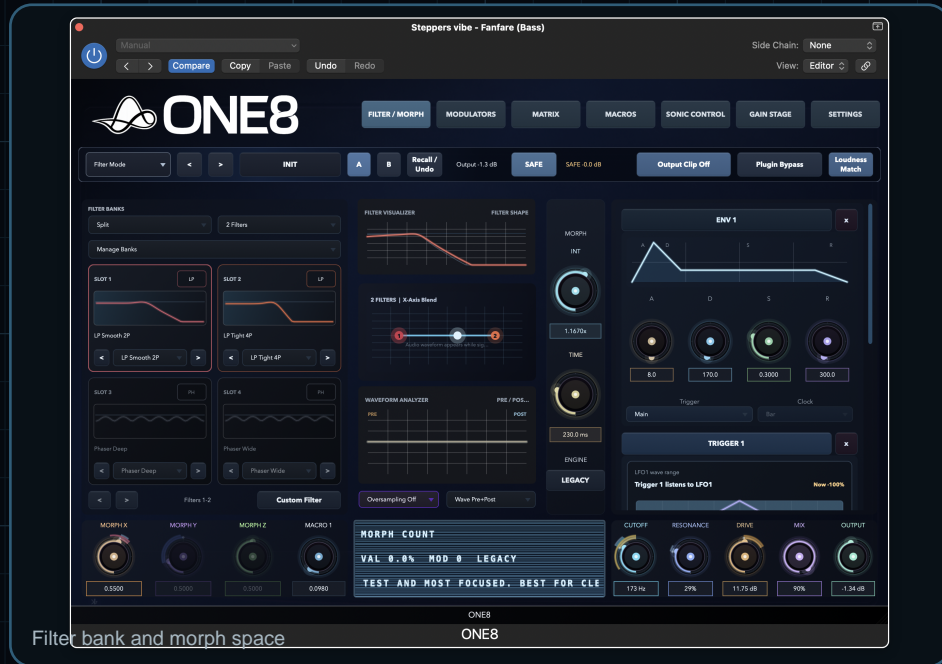 Steppers vibe - Fanfare (Bass)
Manual
Side Chain: None
< > Compare Copy Paste Undo Redo
View: Editor
ONE8
FILTER / MORPH MODULATORS MATRIX MACROS SONIC CONTROL GAIN STAGE SETTINGS
Filter Mode < > INIT A B Recall / Undo Output -1.3 dB SAFE SAFE -0.0 dB Output Clip Off Plugin Bypass Loudness Match
FILTER BANKS
Split 2 Filters
Manage Banks
SLOT 1 LP SLOT 2 LP
LP Smooth 2P LP Tight 4P
< LP Smooth 2P > < LP Tight 4P >
SLOT 3 PH SLOT 4 PH
Phaser Deep Phaser Wide
< Phaser Deep > < Phaser Wide >
< > Filters 1-2 Custom Filter
FILTER VISUALIZER FILTER SHAPE
2 FILTERS | X-Axis Blend
1 2
Audio waveform appears while sig...
WAVEFORM ANALYZER PRE / POS...
PRE POST
Oversampling Off Wave Pre+Post
MORPH
INT
1.1670x
TIME
230.0 ms
ENGINE
LEGACY
ENV 1 x
A D S R
A D S R
8.0 170.0 0.3000 300.0
Trigger Clock
Main Bar
TRIGGER 1 x
LFO1 wave range
Trigger 1 listens to LFO1 Now -100%
MORPH X MORPH Y MORPH Z MACRO 1
0.5500 0.5000 0.5000 0.0980
MORPH COUNT
VAL 0.0% MOD 0 LEGACY
TEST AND MOST FOCUSED. BEST FOR CLE
CUTOFF RESONANCE DRIVE MIX OUTPUT
173 Hz 29% 11.75 dB 90% -1.34 dB
ONE8
ONE8
Filter bank and morph space